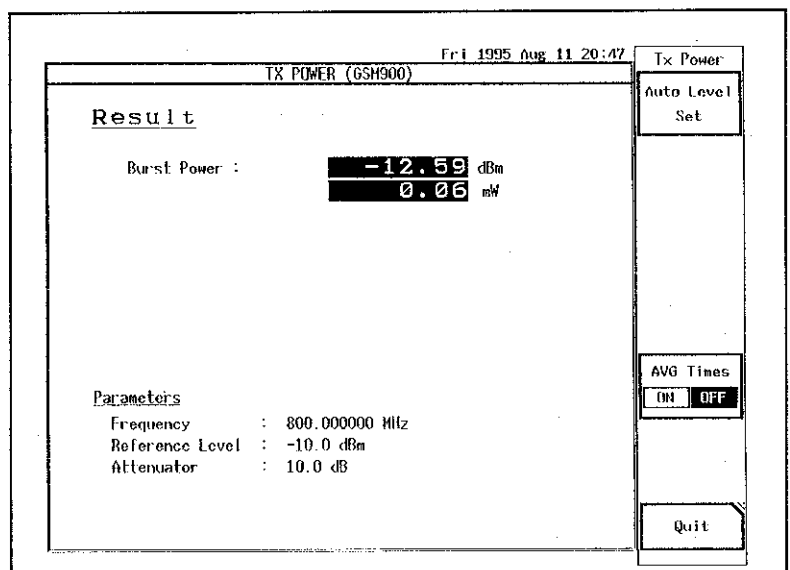 Fri 1995 Aug 11 20:47
TX POWER (GSM900)
Result
Burst Power :
-12.59 dBm
0.06 mW
Parameters
Frequency : 800.000000 MHz
Reference Level : -10.0 dBm
Attenuator : 10.0 dB
Tx Power
Auto Level
Set
AVG Times
ON OFF
Quit